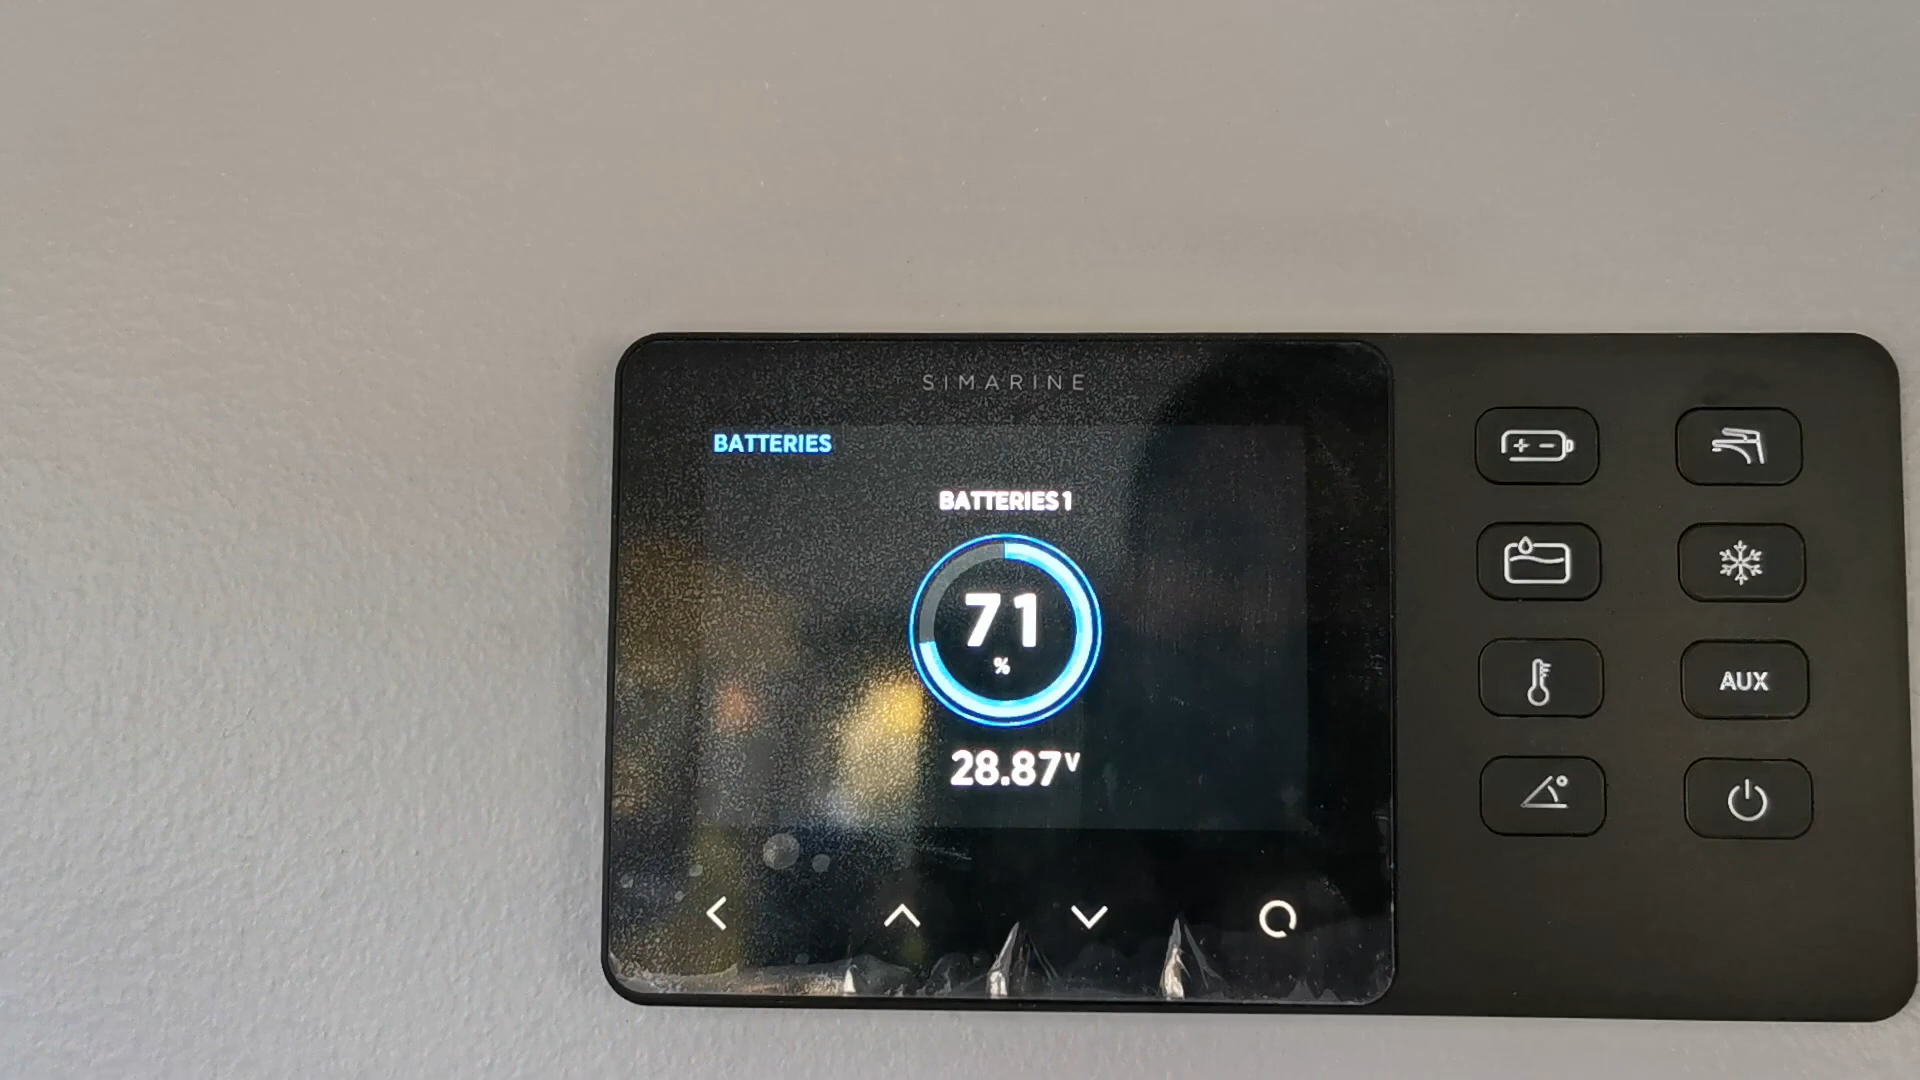 SIMARINE
BATTERIES
BATTERIES 1
71
%
28.87V
AUX